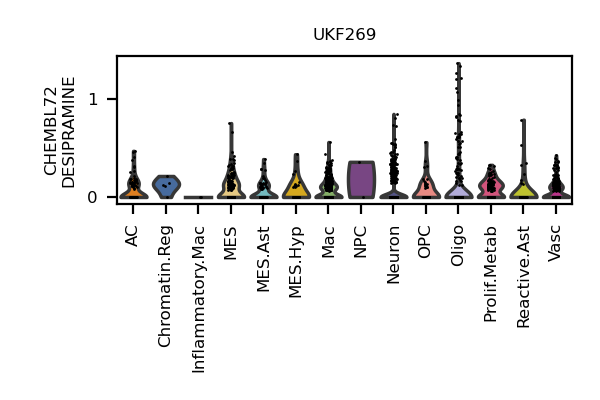 UKF269
CHEMBL72
DESIPRAMINE
1
0
AC
Chromatin.Reg
Inflammatory.Mac
MES
MES.Ast
MES.Hyp
Mac
NPC
Neuron
OPC
Oligo
Prolif.Metab
Reactive.Ast
Vasc